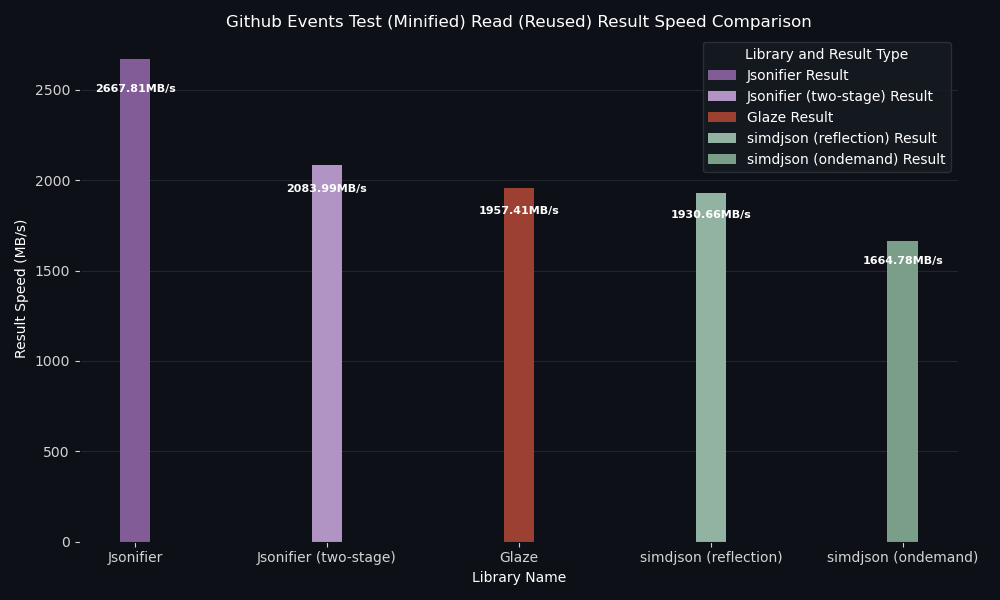 Github Events Test (Minified) Read (Reused) Result Speed Comparison
Library and Result Type
Jsonifier Result
Jsonifier (two-stage) Result
Glaze Result
simdjson (reflection) Result
simdjson (ondemand) Result
2667.81MB/s
2083.99MB/s
1957.41MB/s
1930.66MB/s
1664.78MB/s
Result Speed (MB/s)
2500
2000
1500
1000
500
0
Jsonifier
Jsonifier (two-stage)
Glaze
simdjson (reflection)
simdjson (ondemand)
Library Name